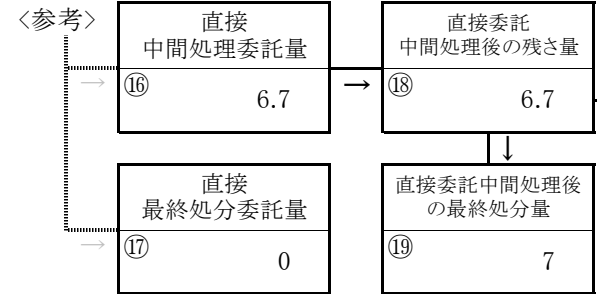 〈参考〉
直接
中間処理委託量
→
⑯
6.7
→
直接委託
中間処理後の残さ量
⑱
6.7
↓
直接
最終処分委託量
→
⑰
0
直接委託中間処理後
の最終処分量
⑲
7